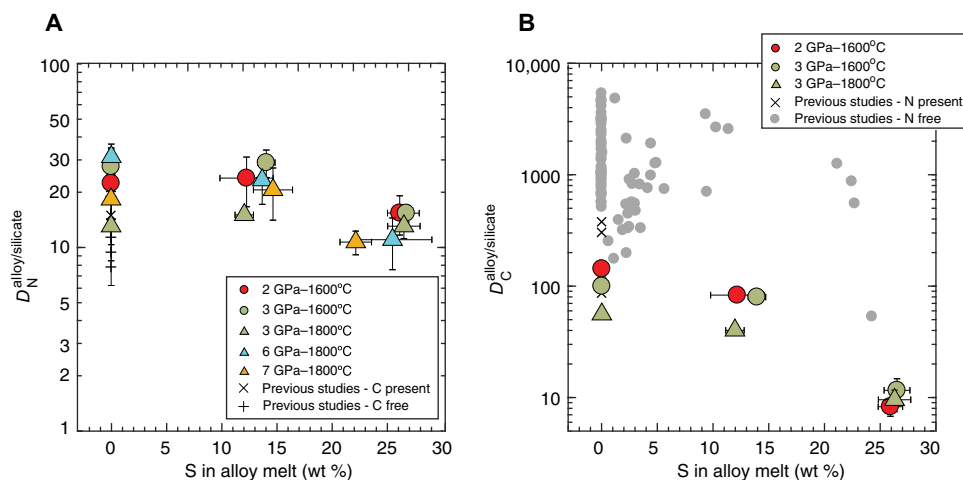 A
100
50
30
20
10
5
3
2
1
D_N^alloy/silicate
0 5 10 15 20 25 30
S in alloy melt (wt %)
2 GPa–1600°C
3 GPa–1600°C
3 GPa–1800°C
6 GPa–1800°C
7 GPa–1800°C
Previous studies - C present
Previous studies - C free
B
10,000
1000
100
10
D_C^alloy/silicate
0 5 10 15 20 25 30
S in alloy melt (wt %)
2 GPa–1600°C
3 GPa–1600°C
3 GPa–1800°C
Previous studies - N present
Previous studies - N free